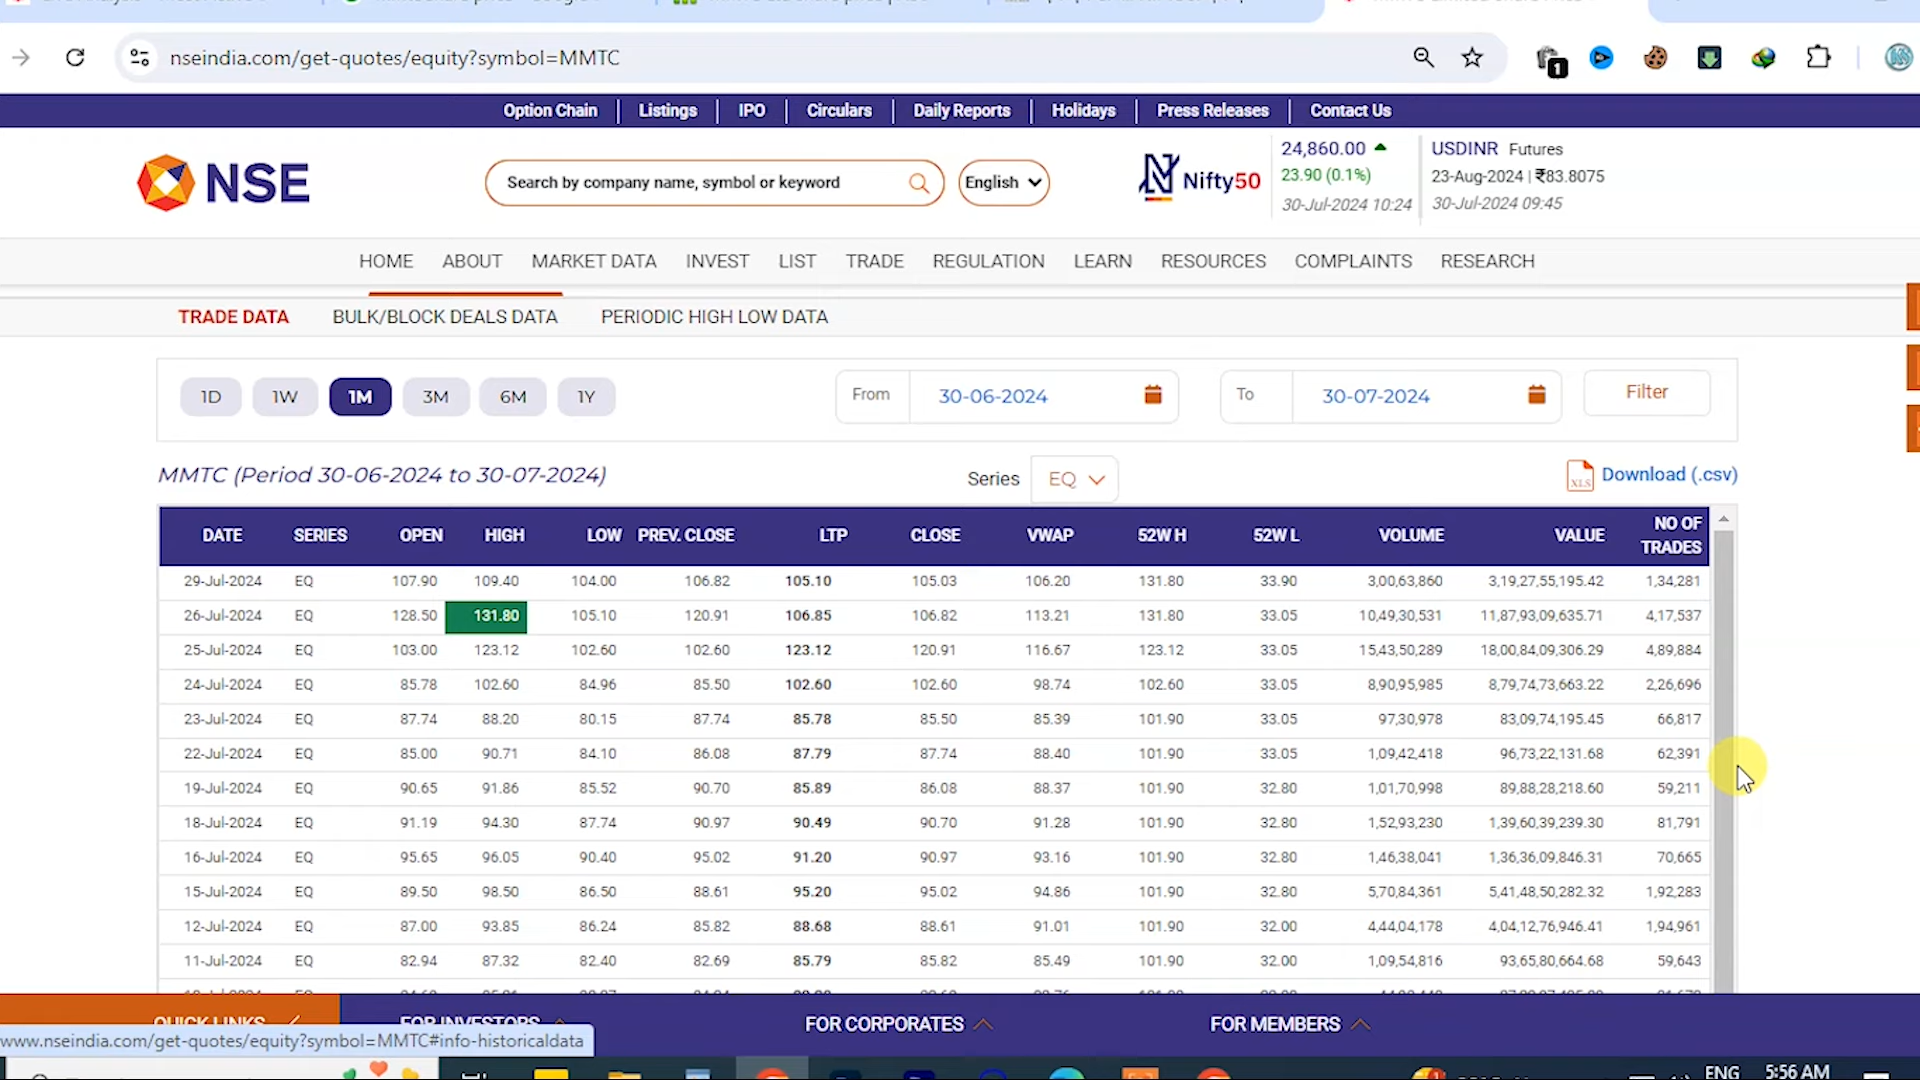 nseindia.com/get-quotes/equity?symbol=MMTC
1
Option Chain Listings IPO Circulars Daily Reports Holidays Press Releases Contact Us
NSE
Search by company name, symbol or keyword
English
Nifty50
24,860.00
23.90 (0.1%)
30-Jul-2024 10:24
USDINR Futures
23-Aug-2024 | ₹83.8075
30-Jul-2024 09:45
HOME ABOUT MARKET DATA INVEST LIST TRADE REGULATION LEARN RESOURCES COMPLAINTS RESEARCH
TRADE DATA BULK/BLOCK DEALS DATA PERIODIC HIGH LOW DATA
1D 1W 1M 3M 6M 1Y From 30-06-2024 To 30-07-2024 Filter
MMTC (Period 30-06-2024 to 30-07-2024) Series EQ XLS Download (.csv)
DATE SERIES OPEN HIGH LOW PREV. CLOSE LTP CLOSE VWAP 52W H 52W L VOLUME VALUE NO OF TRADES
29-Jul-2024 EQ 107.90 109.40 104.00 106.82 105.10 105.03 106.20 131.80 33.90 3,00,63,860 3,19,27,55,195.42 1,34,281
26-Jul-2024 EQ 128.50 131.80 105.10 120.91 106.85 106.82 113.21 131.80 33.05 10,49,30,531 11,87,93,09,635.71 4,17,537
25-Jul-2024 EQ 103.00 123.12 102.60 102.60 123.12 120.91 116.67 123.12 33.05 15,43,50,289 18,00,84,09,306.29 4,89,884
24-Jul-2024 EQ 85.78 102.60 84.96 85.50 102.60 102.60 98.74 102.60 33.05 8,90,95,985 8,79,74,73,663.22 2,26,696
23-Jul-2024 EQ 87.74 88.20 80.15 87.74 85.78 85.50 85.39 101.90 33.05 97,30,978 83,09,74,195.45 66,817
22-Jul-2024 EQ 85.00 90.71 84.10 86.08 87.79 87.74 88.40 101.90 33.05 1,09,42,418 96,73,22,131.68 62,391
19-Jul-2024 EQ 90.65 91.86 85.52 90.70 85.89 86.08 88.37 101.90 32.80 1,01,70,998 89,88,28,218.60 59,211
18-Jul-2024 EQ 91.19 94.30 87.74 90.97 90.49 90.70 91.28 101.90 32.80 1,52,93,230 1,39,60,39,239.30 81,791
16-Jul-2024 EQ 95.65 96.05 90.40 95.02 91.20 90.97 93.16 101.90 32.80 1,46,38,041 1,36,36,09,846.31 70,665
15-Jul-2024 EQ 89.50 98.50 86.50 88.61 95.20 95.02 94.86 101.90 32.80 5,70,84,361 5,41,48,50,282.32 1,92,283
12-Jul-2024 EQ 87.00 93.85 86.24 85.82 88.68 88.61 91.01 101.90 32.00 4,44,04,178 4,04,12,76,946.41 1,94,961
11-Jul-2024 EQ 82.94 87.32 82.40 82.69 85.79 85.82 85.49 101.90 32.00 1,09,54,816 93,65,80,664.68 59,643
QUICK LINKS FOR INVESTORS FOR CORPORATES FOR MEMBERS
www.nseindia.com/get-quotes/equity?symbol=MMTC#info-historicaldata
ENG 5:56 AM